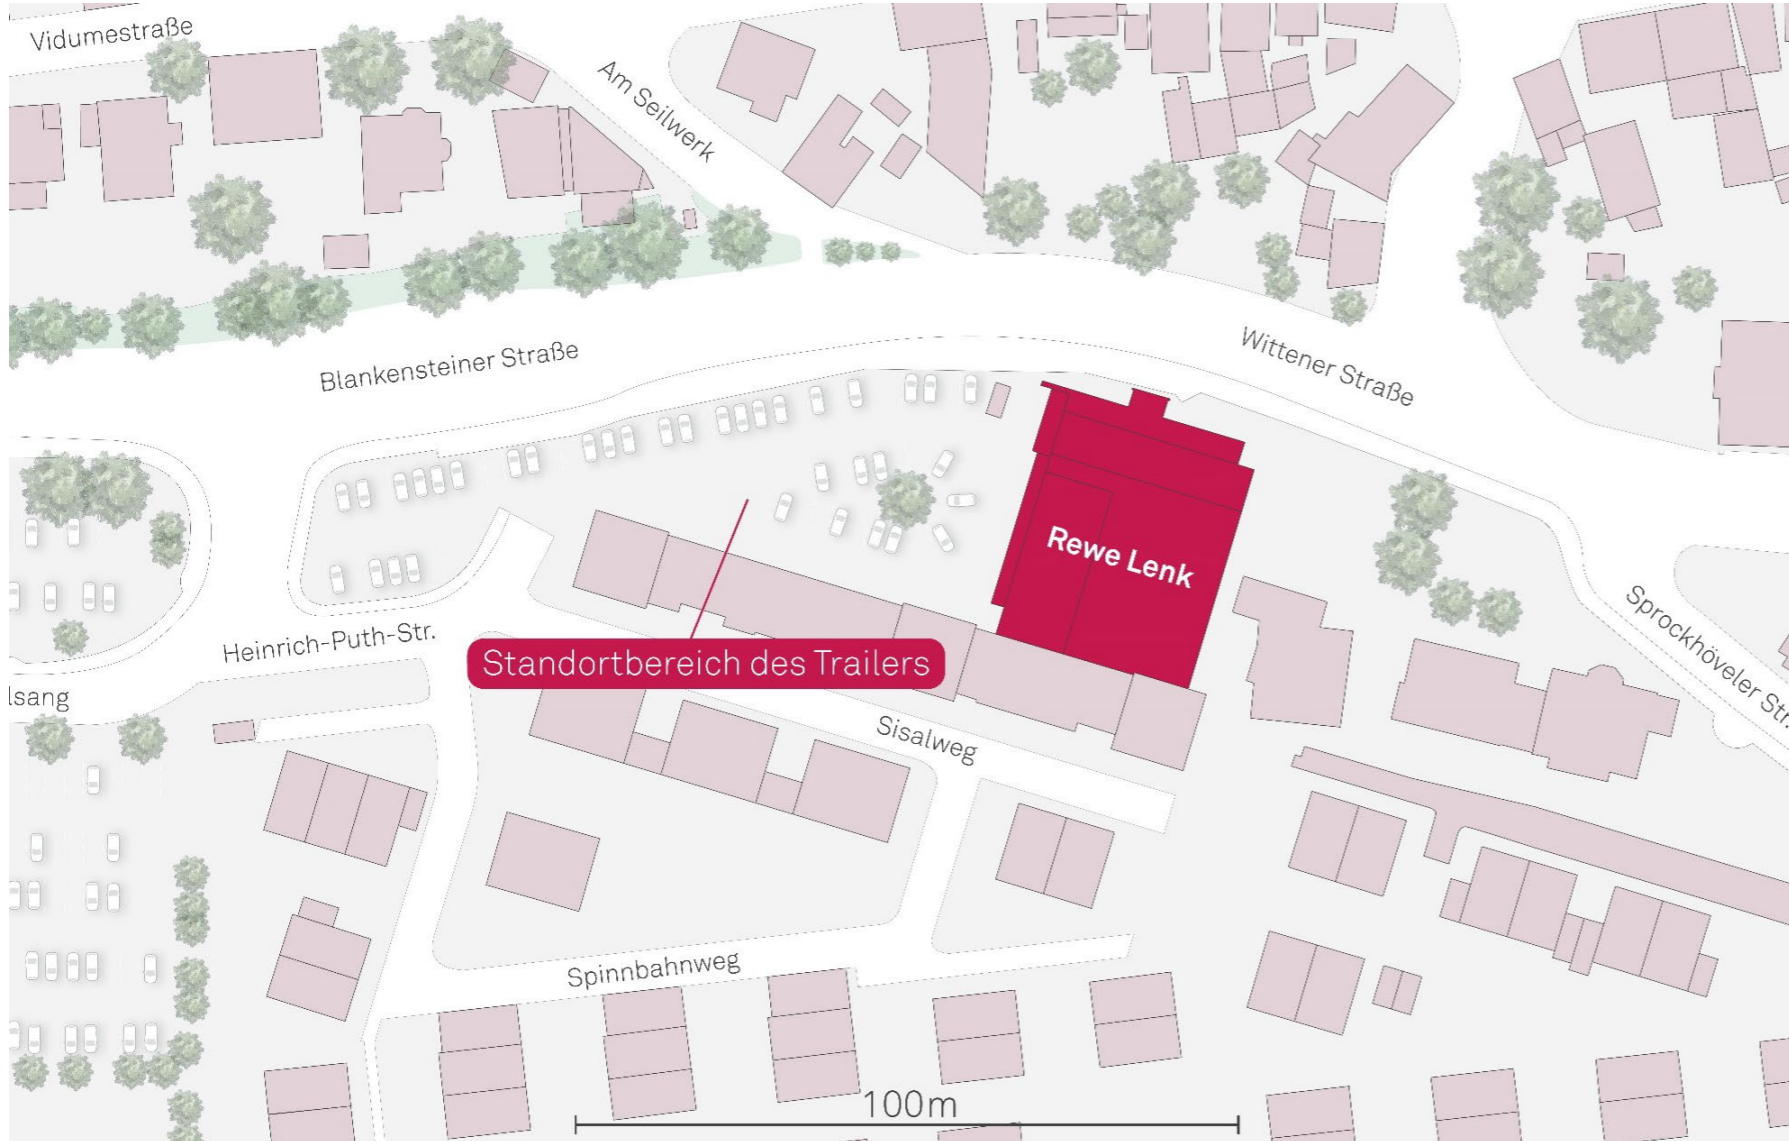 Vidumestraße
Am Seilwerk
Blankensteiner Straße
Wittener Straße
Rewe Lenk
Sprockhöveler Str.
Heinrich-Puth-Str.
Standortbereich des Trailers
lsang
Sisalweg
Spinnbahnweg
100m